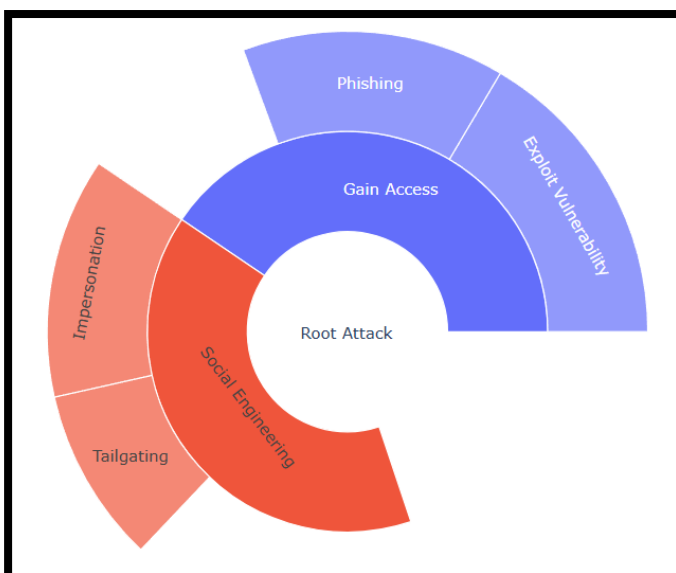 Phishing
Exploit Vulnerability
Gain Access
Impersonation
Root Attack
Social Engineering
Tailgating